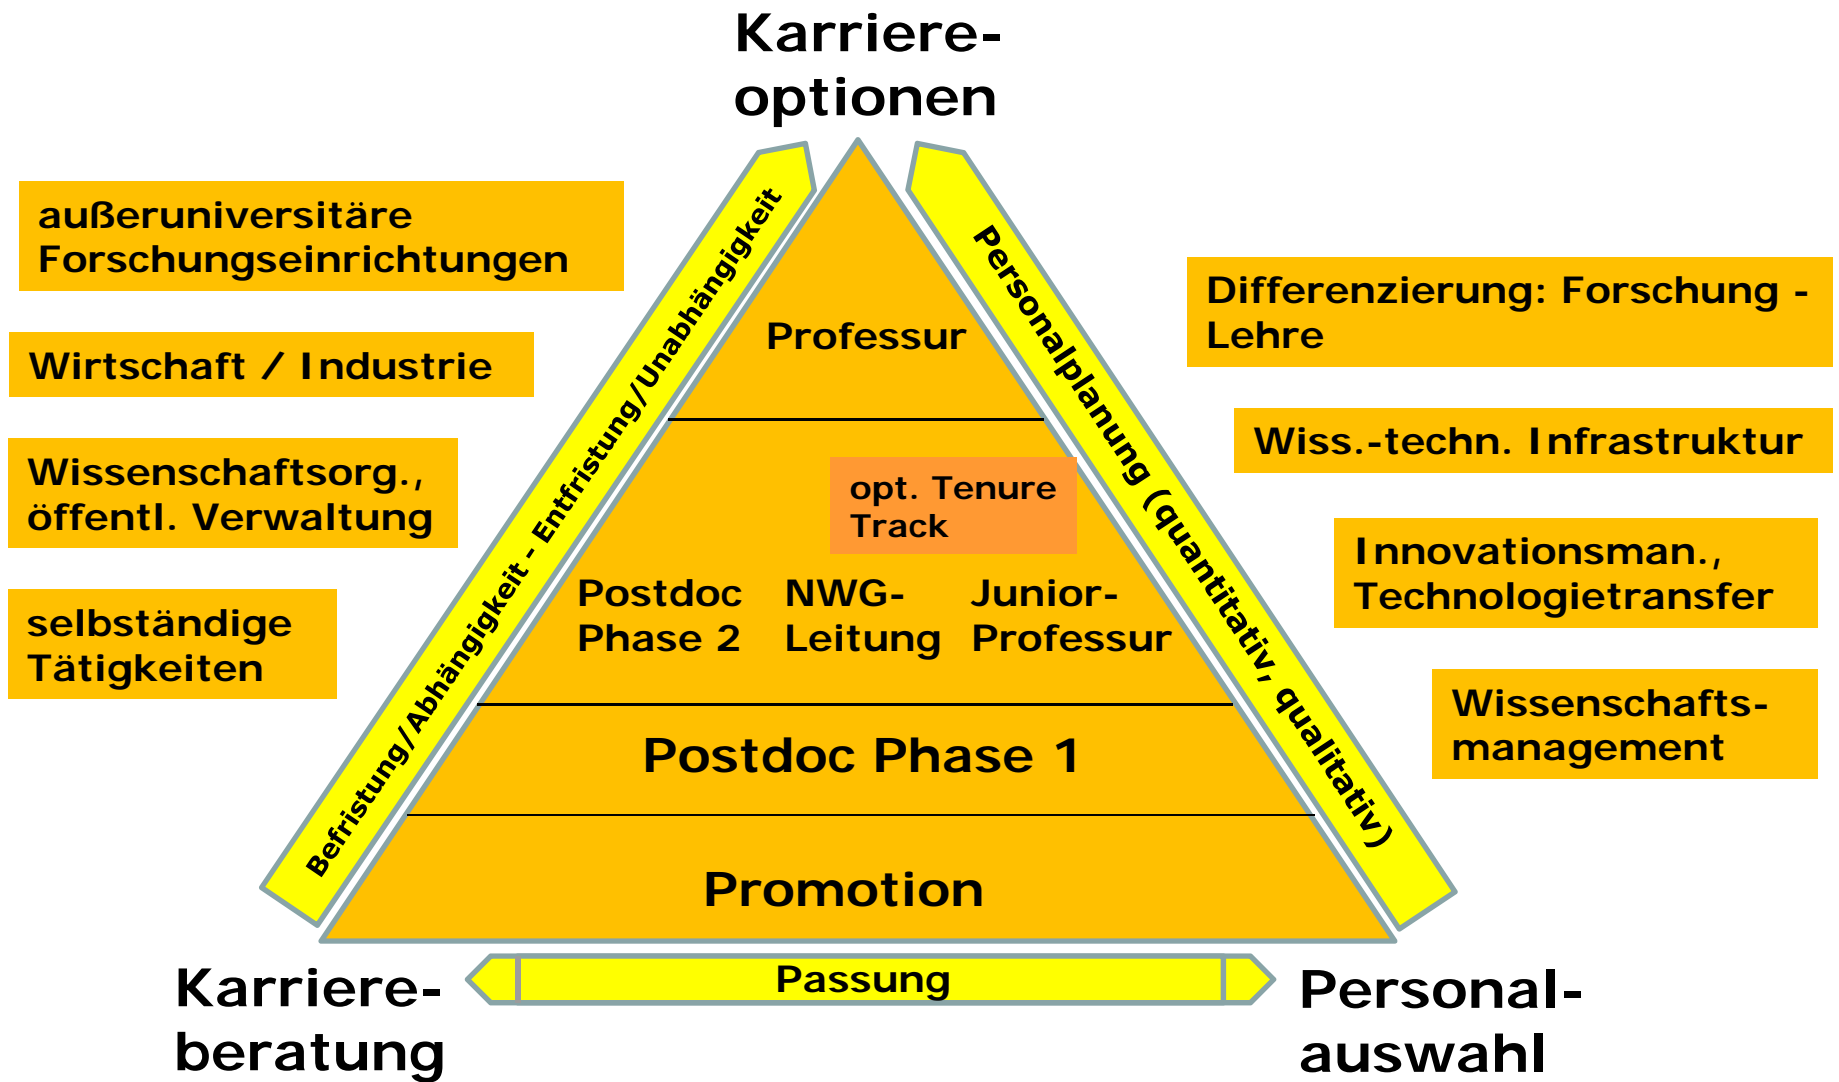 Karriere-
optionen
außeruniversitäre
Forschungseinrichtungen
Wirtschaft / Industrie
Wissenschaftsorg.,
öffentl. Verwaltung
selbständige
Tätigkeiten
Befristung/Abhängigkeit - Entfristung/Unabhängigkeit
Professur
opt. Tenure
Track
Postdoc
Phase 2
NWG-
Leitung
Junior-
Professur
Postdoc Phase 1
Promotion
Personalplanung (quantitativ, qualitativ)
Differenzierung: Forschung -
Lehre
Wiss.-techn. Infrastruktur
Innovationsman.,
Technologietransfer
Wissenschafts-
management
Karriere-
beratung
Passung
Personal-
auswahl